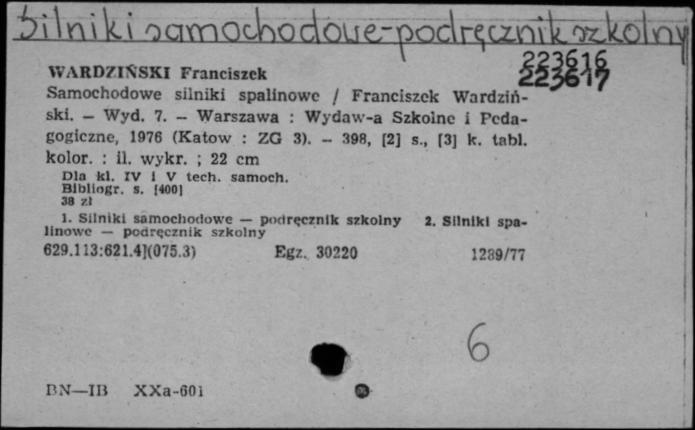 Silniki samochodowe-podręcznik szkolny
223616
223617
WARDZIŃSKI Franciszek
Samochodowe silniki spalinowe / Franciszek Wardziń-
ski. — Wyd. 7. — Warszawa : Wydaw-a Szkolne i Peda-
gogiczne, 1976 (Katow : ZG 3). — 398, [2] s., [3] k. tabl.
kolor. : il. wykr. ; 22 cm
Dla kl. IV i V tech. samoch.
Bibliogr. s. [400]
38 zł
1. Silniki samochodowe — podręcznik szkolny 2. Silniki spa-
linowe — podręcznik szkolny
629.113:621.4](075.3) Egz. 30220 1289/77
6
BN—IB XXa-601